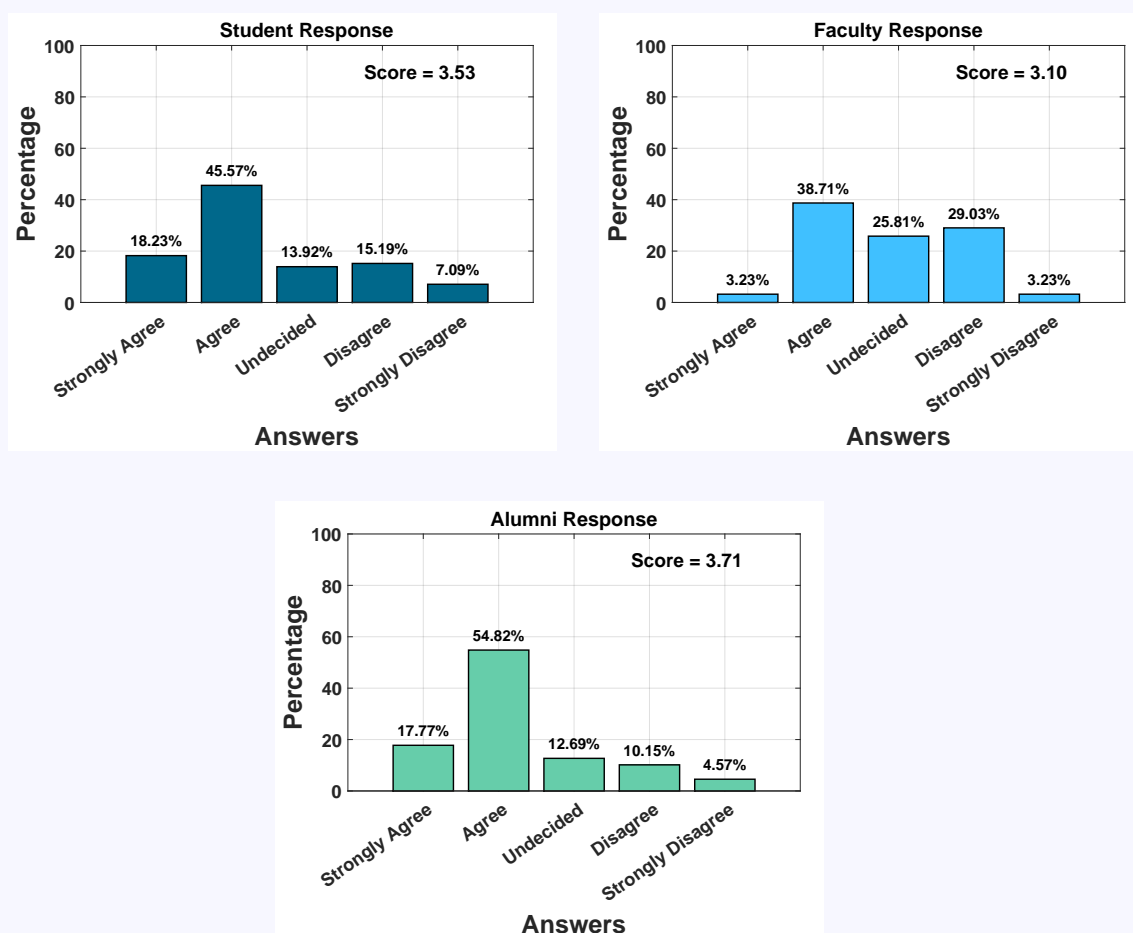 Student Response
Score = 3.53
Percentage
100
80
60
40
20
0
18.23%
45.57%
13.92%
15.19%
7.09%
Strongly Agree
Agree
Undecided
Disagree
Strongly Disagree
Answers
Faculty Response
Score = 3.10
Percentage
100
80
60
40
20
0
3.23%
38.71%
25.81%
29.03%
3.23%
Strongly Agree
Agree
Undecided
Disagree
Strongly Disagree
Answers
Alumni Response
Score = 3.71
Percentage
100
80
60
40
20
0
17.77%
54.82%
12.69%
10.15%
4.57%
Strongly Agree
Agree
Undecided
Disagree
Strongly Disagree
Answers